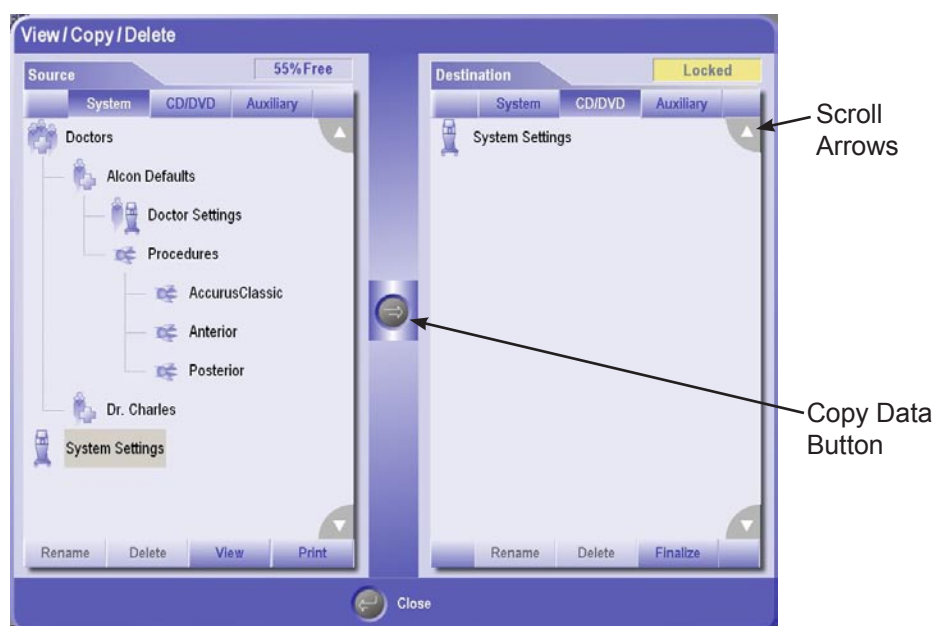 View / Copy / Delete
Source
55% Free
System CD/DVD Auxiliary
Doctors
Alcon Defaults
Doctor Settings
Procedures
AccurusClassic
Anterior
Posterior
Dr. Charles
System Settings
Rename Delete View Print
Destination
Locked
System CD/DVD Auxiliary
System Settings
Rename Delete Finalize
Close
Scroll
Arrows
Copy Data
Button